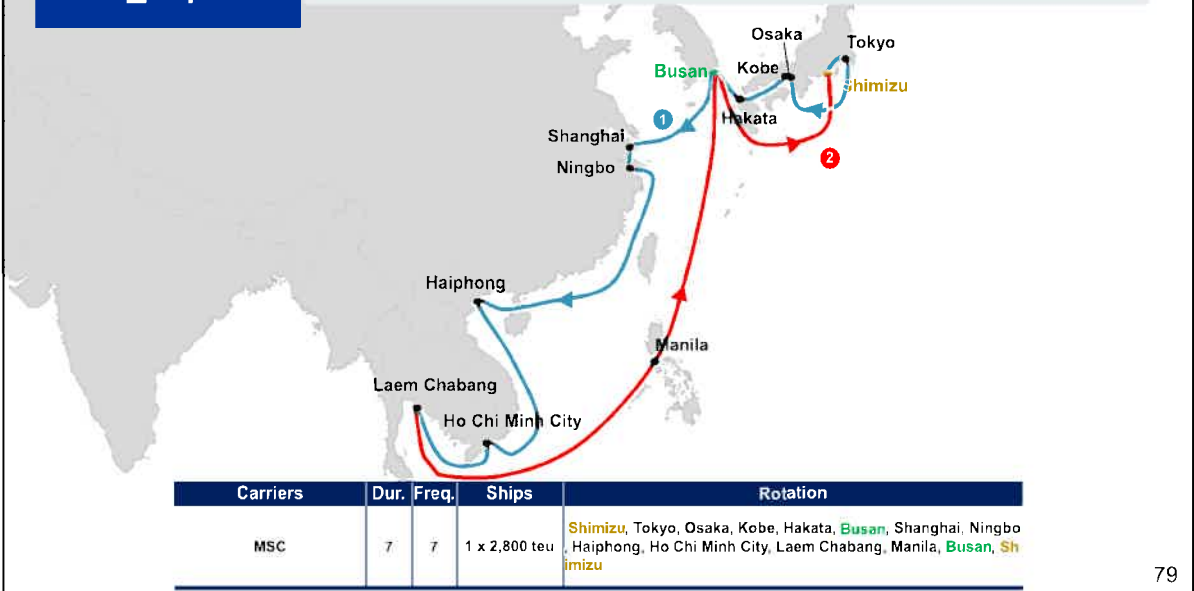 Osaka
Tokyo
Busan
Kobe
Shimizu
1
Hakata
Shanghai
2
Ningbo
Haiphong
Manila
Laem Chabang
Ho Chi Minh City
Carriers Dur. Freq. Ships Rotation
MSC 7 7 1 x 2,800 teu
Shimizu, Tokyo, Osaka, Kobe, Hakata, Busan, Shanghai, Ningbo
, Haiphong, Ho Chi Minh City, Laem Chabang, Manila, Busan, Sh
imizu
79